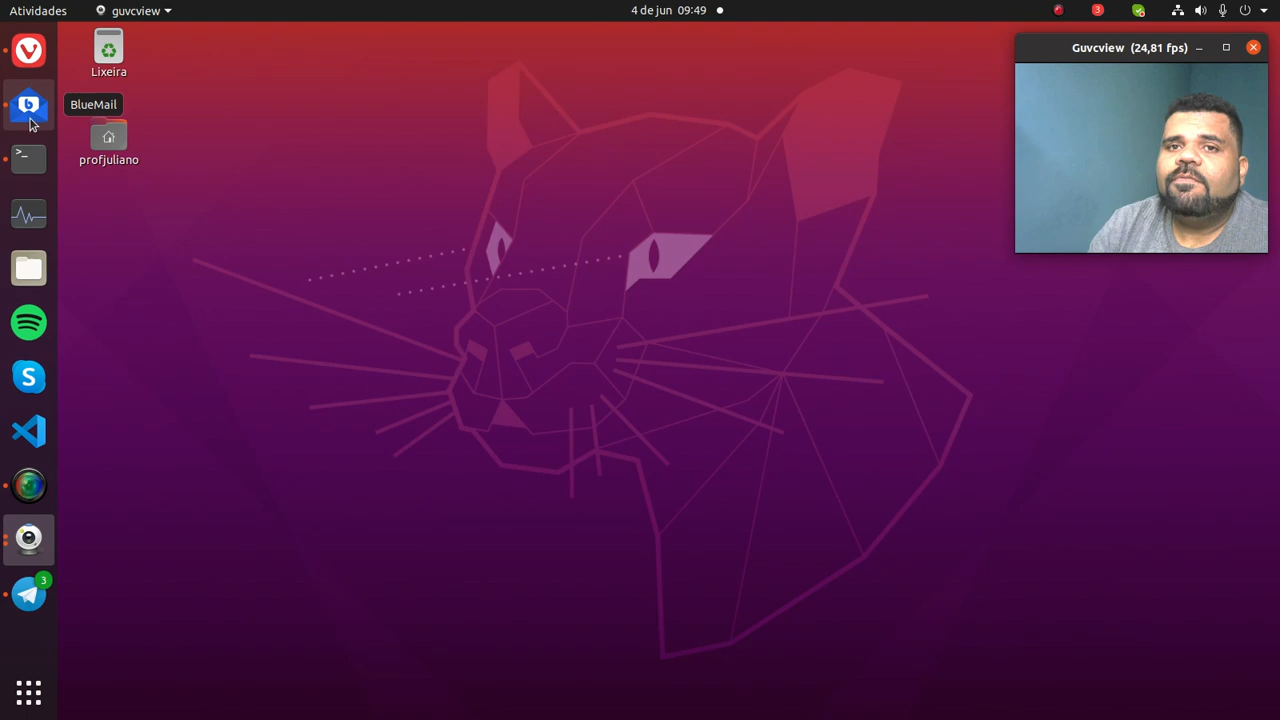 Atividades
guvcview
4 de jun 09:49
3
Guvcview (24,81 fps)
Lixeira
BlueMail
profjuliano
>_
3